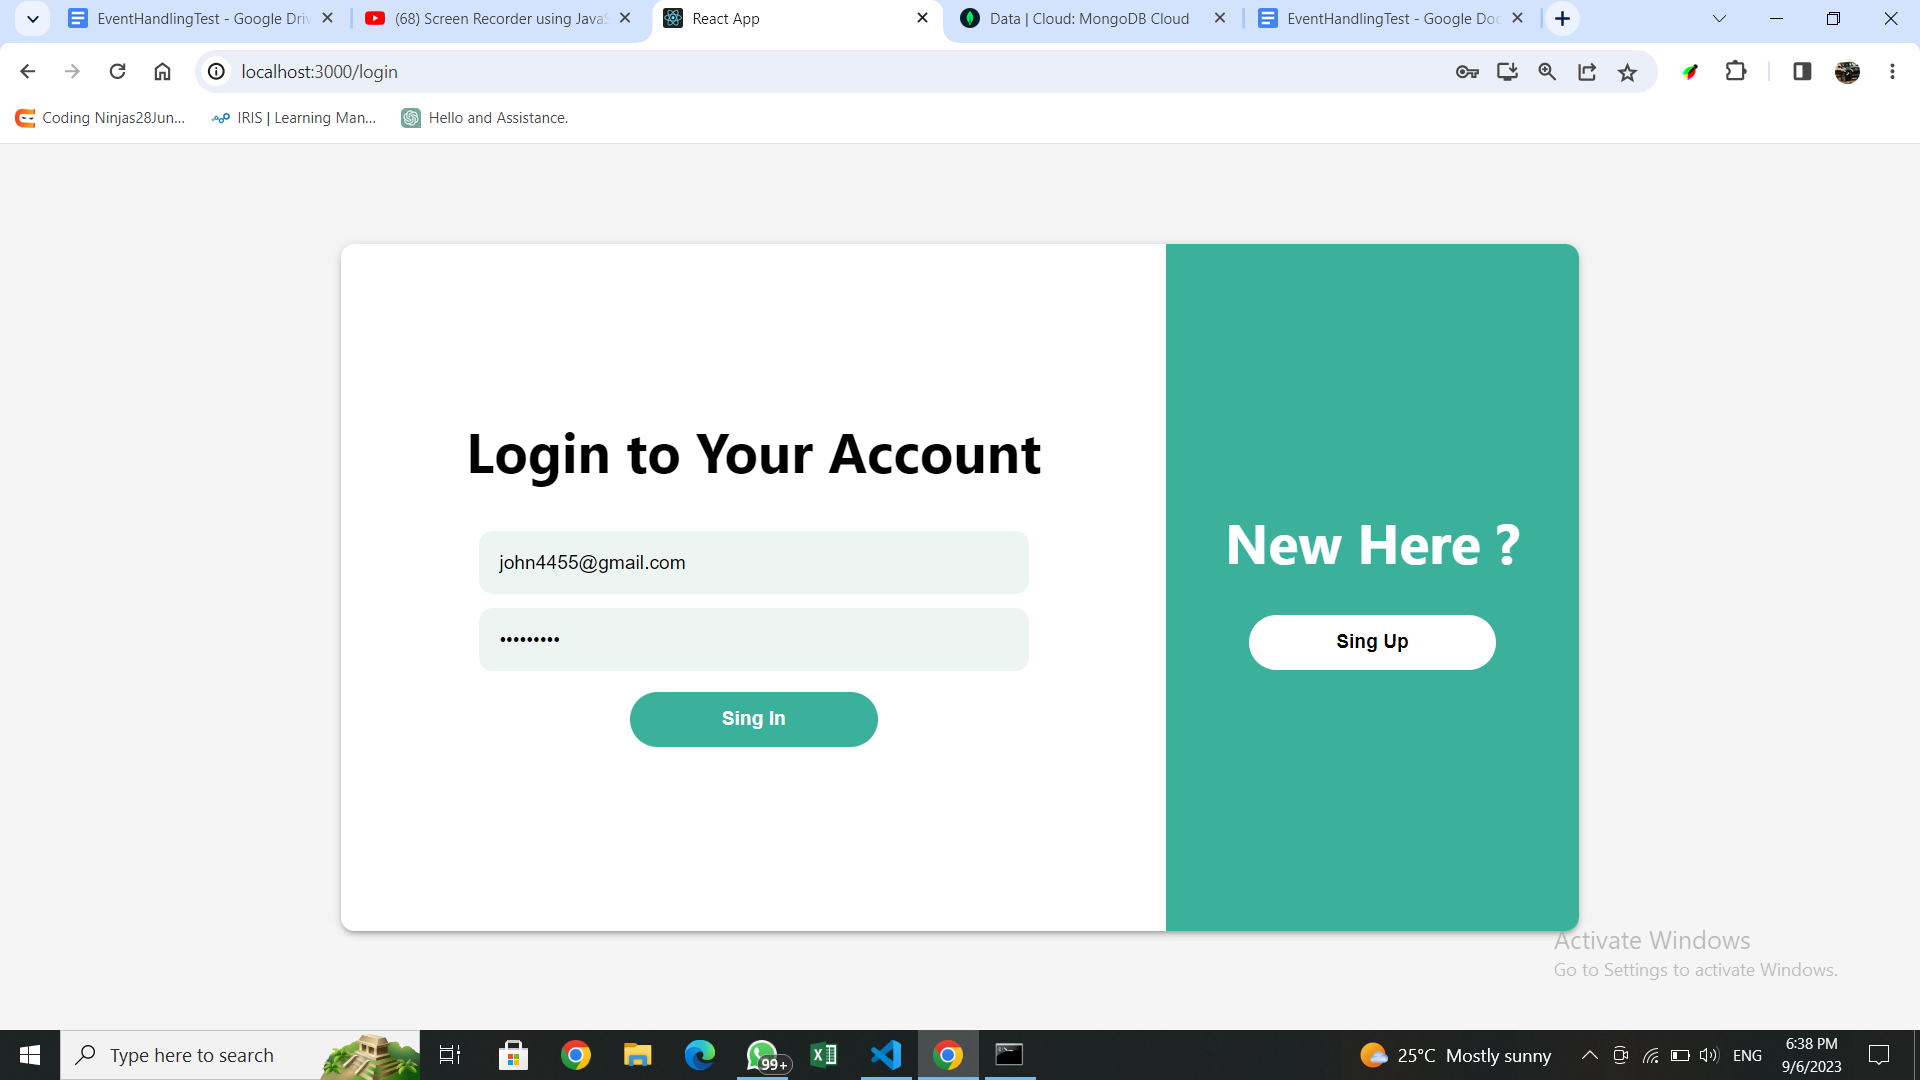 EventHandlingTest - Google Driv
(68) Screen Recorder using JavaS
React App
Data | Cloud: MongoDB Cloud
EventHandlingTest - Google Doc
localhost:3000/login
Coding Ninjas28Jun...
IRIS | Learning Man...
Hello and Assistance.
Login to Your Account
john4455@gmail.com
•••••••••
Sing In
New Here ?
Sing Up
Activate Windows
Go to Settings to activate Windows.
Type here to search
99+
25°C Mostly sunny
ENG
6:38 PM
9/6/2023